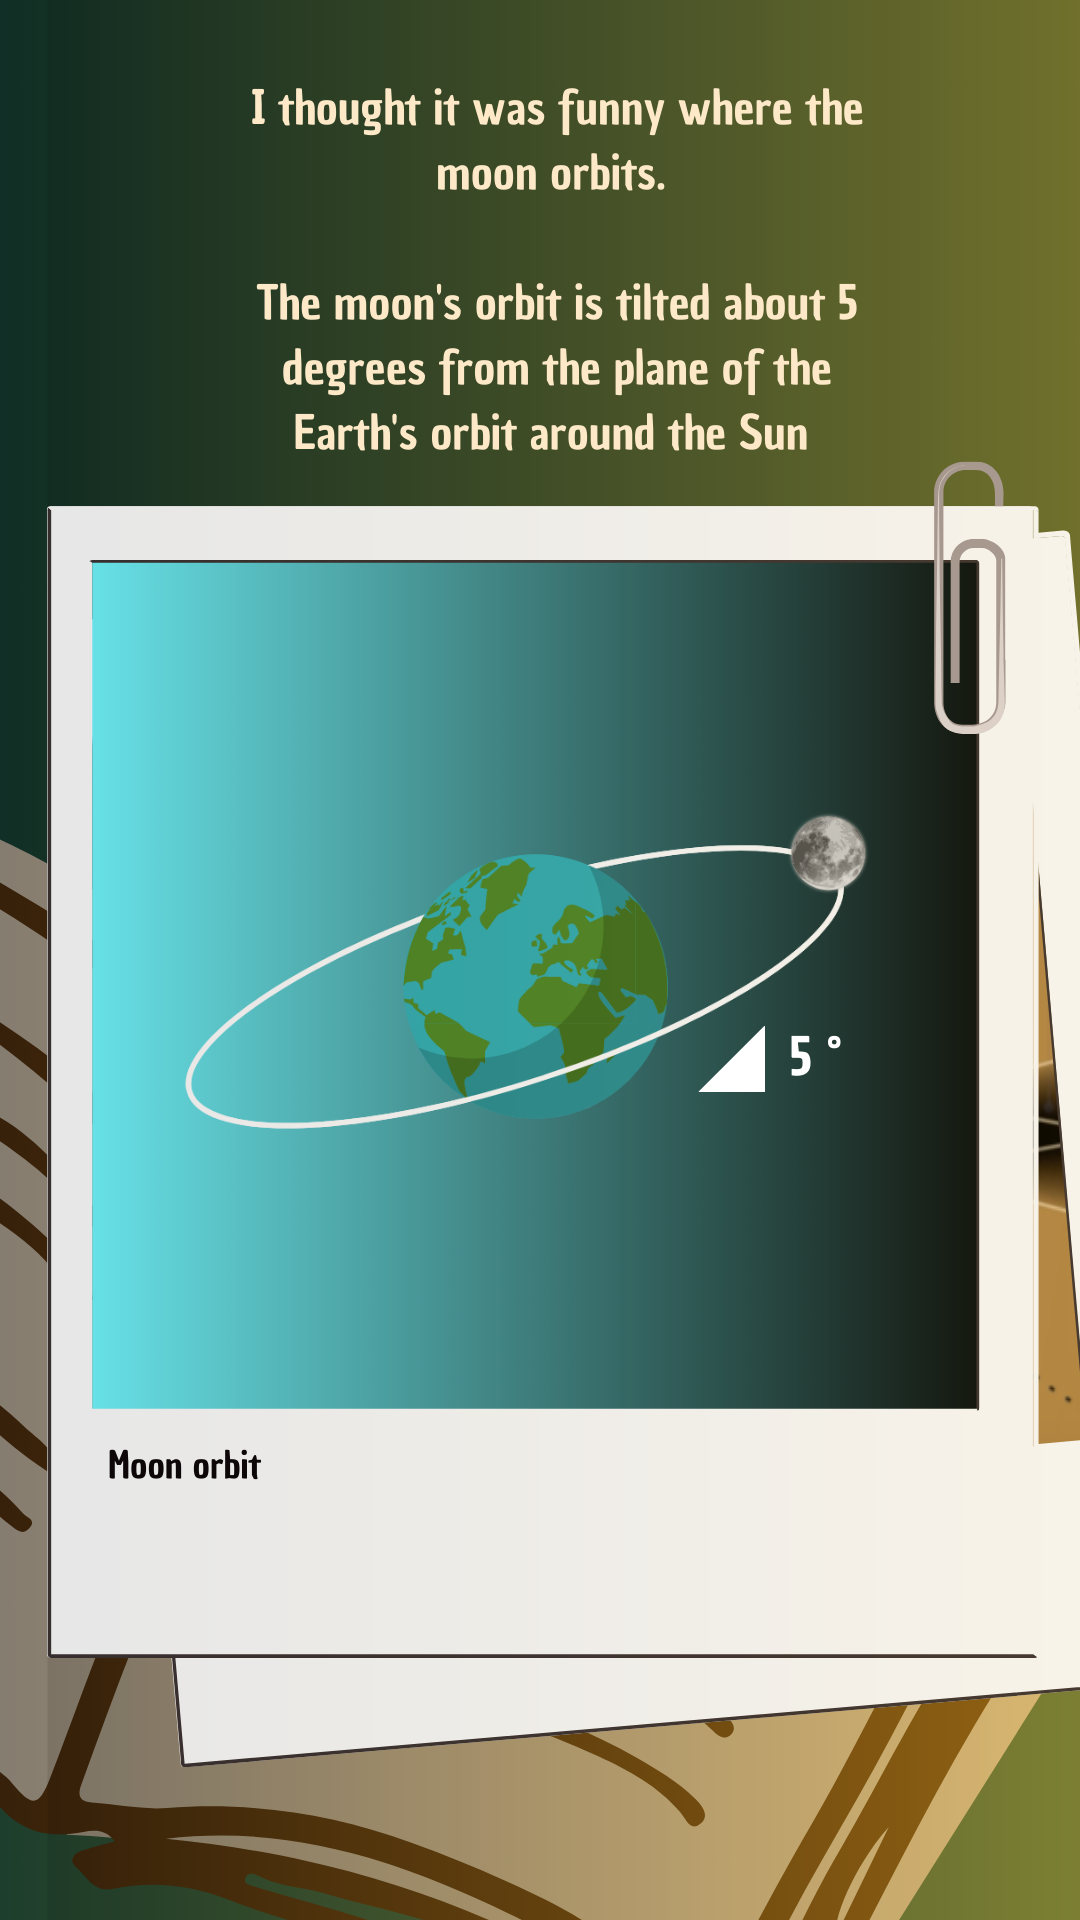 I thought it was funny where the
moon orbits.
The moon's orbit is tilted about 5
degrees from the plane of the
Earth's orbit around the Sun
5 °
Moon orbit